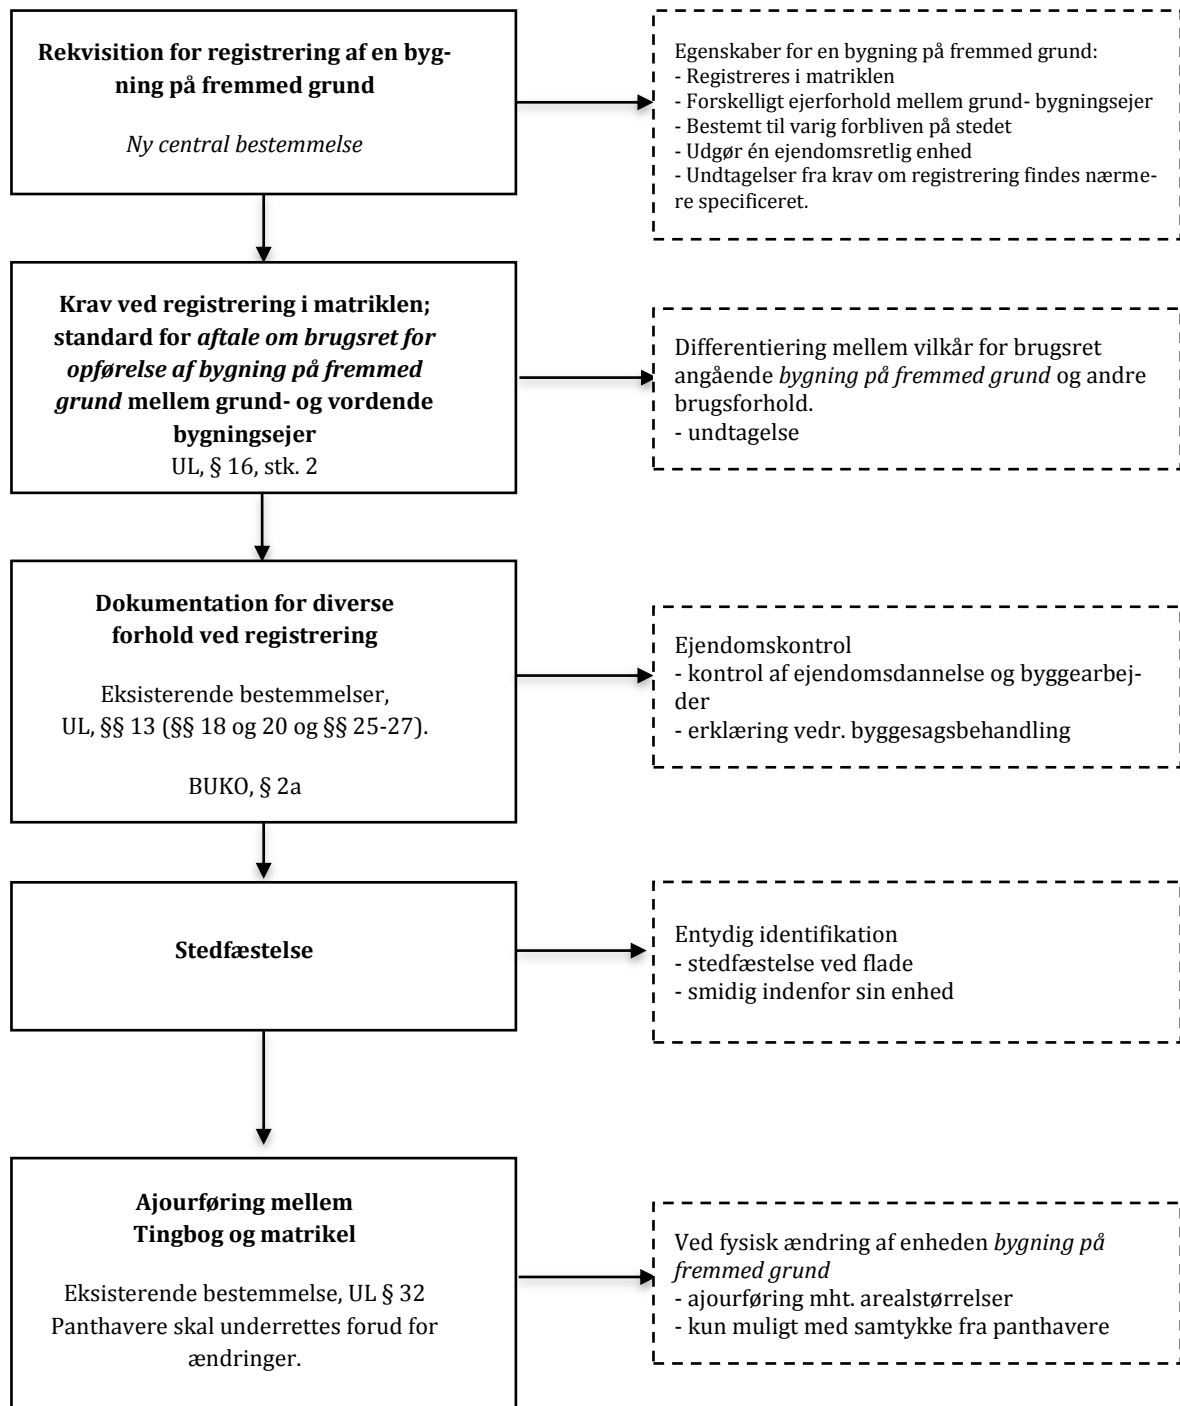 Rekvisition for registrering af en byg-
ning på fremmed grund
Ny central bestemmelse
Egenskaber for en bygning på fremmed grund:
- Registreres i matriklen
- Forskelligt ejerforhold mellem grund- bygningsejer
- Bestemt til varig forbliven på stedet
- Udgør én ejendomsretlig enhed
- Undtagelser fra krav om registrering findes nærme-
re specificeret.
Krav ved registrering i matriklen;
standard for aftale om brugsret for
opførelse af bygning på fremmed
grund mellem grund- og vordende
bygningsejer
UL, § 16, stk. 2
Differentiering mellem vilkår for brugsret
angående bygning på fremmed grund og andre
brugsforhold.
- undtagelse
Dokumentation for diverse
forhold ved registrering
Eksisterende bestemmelser,
UL, §§ 13 (§§ 18 og 20 og §§ 25-27).
BUKO, § 2a
Ejendomskontrol
- kontrol af ejendomsdannelse og byggearbej-
der
- erklæring vedr. byggesagsbehandling
Stedfæstelse
Entydig identifikation
- stedfæstelse ved flade
- smidig indenfor sin enhed
Ajourføring mellem
Tingbog og matrikel
Eksisterende bestemmelse, UL § 32
Panthavere skal underrettes forud for
ændringer.
Ved fysisk ændring af enheden bygning på
fremmed grund
- ajourføring mht. arealstørrelser
- kun muligt med samtykke fra panthavere